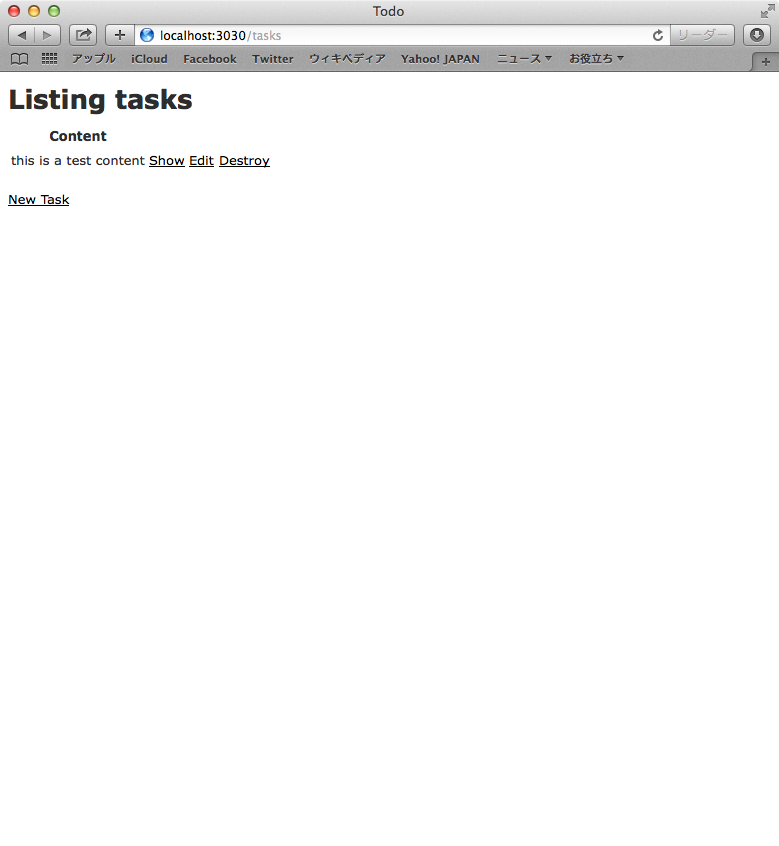 Todo
localhost:3030/tasks リーダー
アップル iCloud Facebook Twitter ウィキペディア Yahoo! JAPAN ニュース お役立ち
Listing tasks
Content
this is a test content Show Edit Destroy
New Task